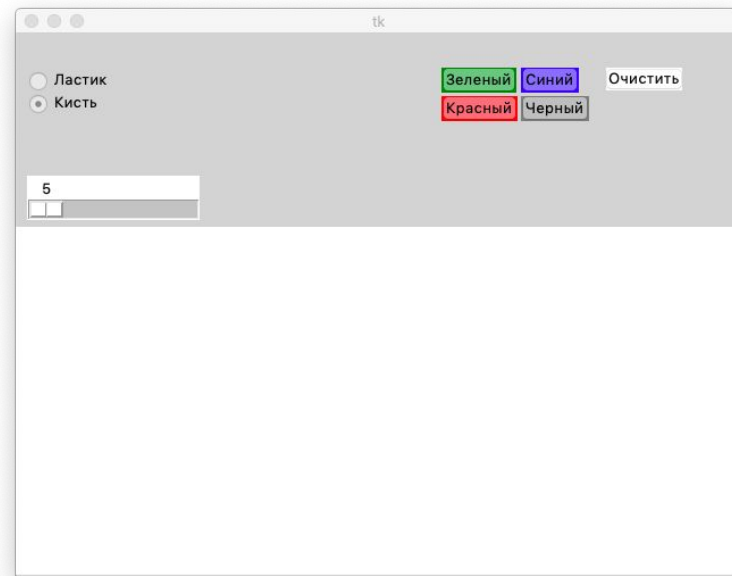 tk
Ластик
Кисть
Зеленый Синий Очистить
Красный Черный
5